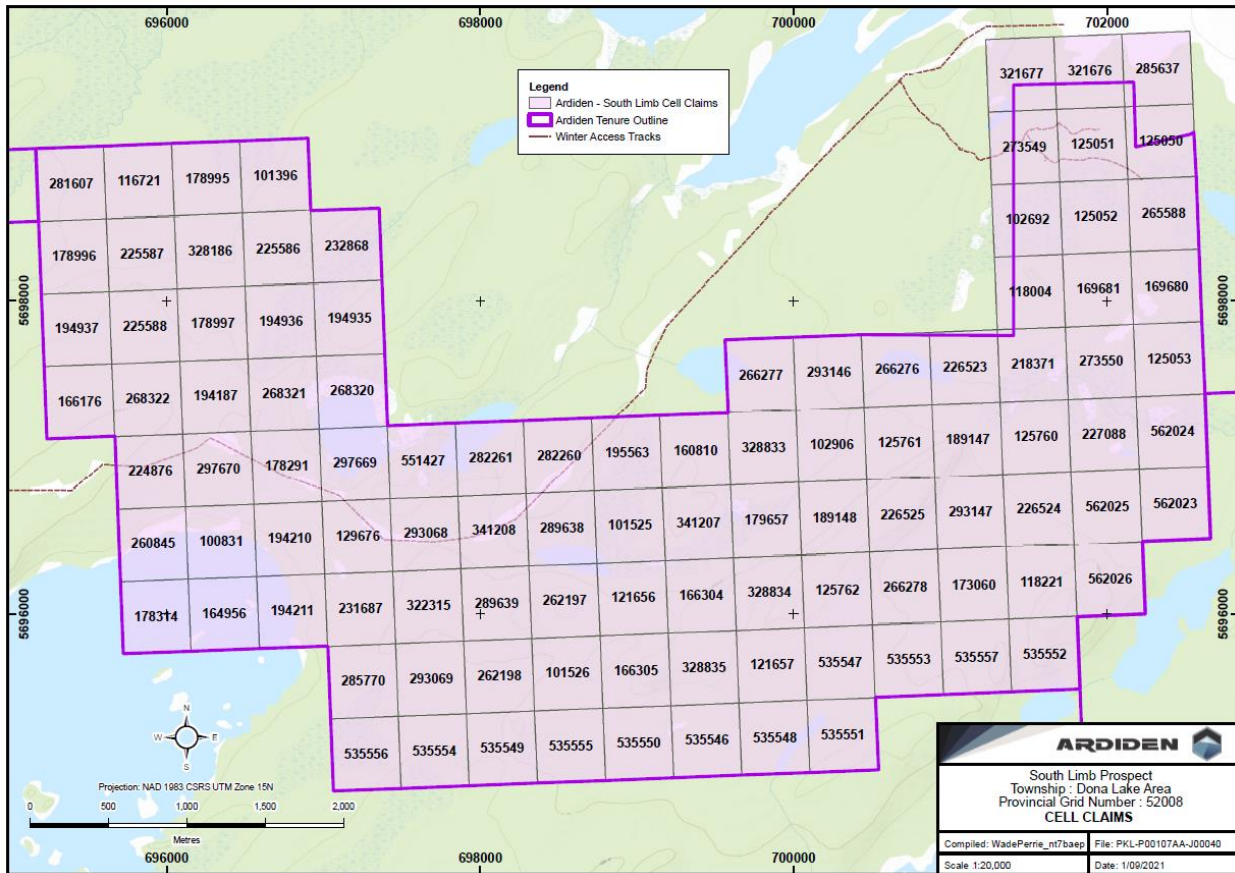 696000 698000 700000 702000
Legend
Ardiden - South Limb Cell Claims
Ardiden Tenure Outline
Winter Access Tracks
321677 321676 285637
273549 125051 125050
281607 116721 178995 101396
102692 125052 265588
178996 225587 328186 225586 232868
5698000 118004 169681 169680 5698000
194937 225588 178997 194936 194935
266277 293146 266276 226523 218371 273550 125053
166176 268322 194187 268321 268320
224876 297670 178291 297669 551427 282261 282260 195563 160810 328833 102906 125761 189147 125760 227088 562024
260845 100831 194210 129676 293068 341208 289638 101525 341207 179657 189148 226525 293147 226524 562025 562023
5696000 178314 164956 194211 231687 322315 289639 262197 121656 166304 328834 125762 266278 173060 118221 562026 5696000
285770 293069 262198 101526 166305 328835 121657 535547 535553 535557 535552
535556 535554 535549 535555 535550 535546 535548 535551
N
W E
S
Projection: NAD 1983 CSRS UTM Zone 15N
0 500 1,000 1,500 2,000
Metres
696000 698000 700000
ARDIDEN
South Limb Prospect
Township : Dona Lake Area
Provincial Grid Number : 52008
CELL CLAIMS
Compiled: WadePerrie_nt7baep File: PKL-P00107AA-J00040
Scale 1:20,000 Date: 1/09/2021